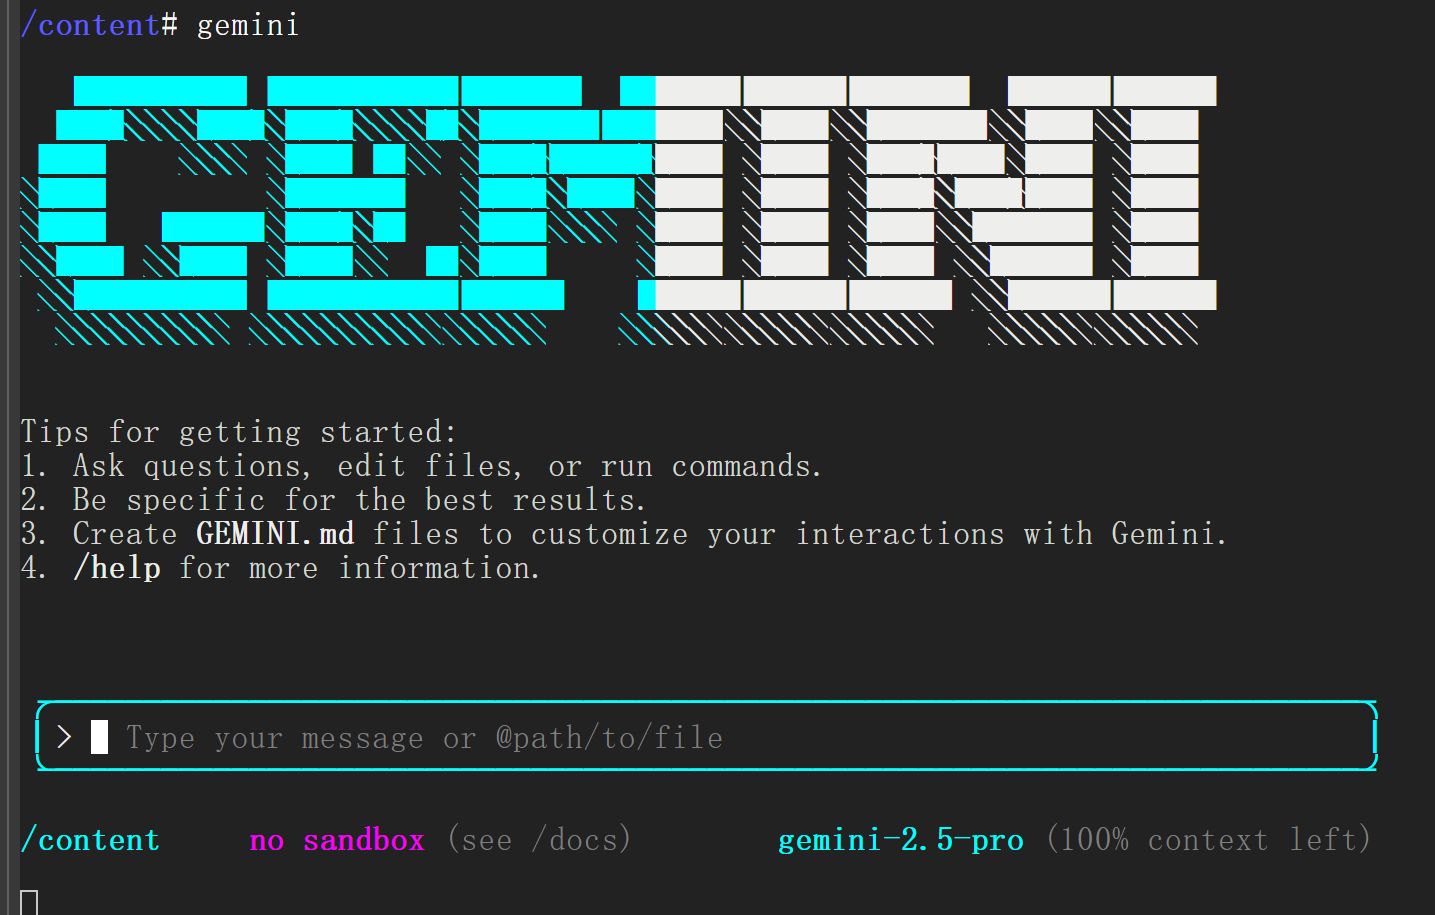 /content# gemini
GEMINI
Tips for getting started:
1. Ask questions, edit files, or run commands.
2. Be specific for the best results.
3. Create GEMINI.md files to customize your interactions with Gemini.
4. /help for more information.
> Type your message or @path/to/file
/content no sandbox (see /docs) gemini-2.5-pro (100% context left)